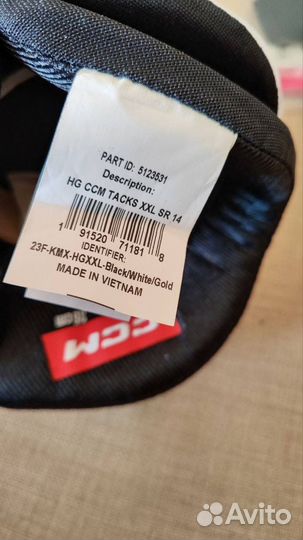 PART ID: 5123531
Description:
HG CCM TACKS XXL SR 14
1 91520 71181 8
IDENTIFIER:
23F-KMX-HGXXL-Black/White/Gold
MADE IN VIETNAM
CCM
Avito